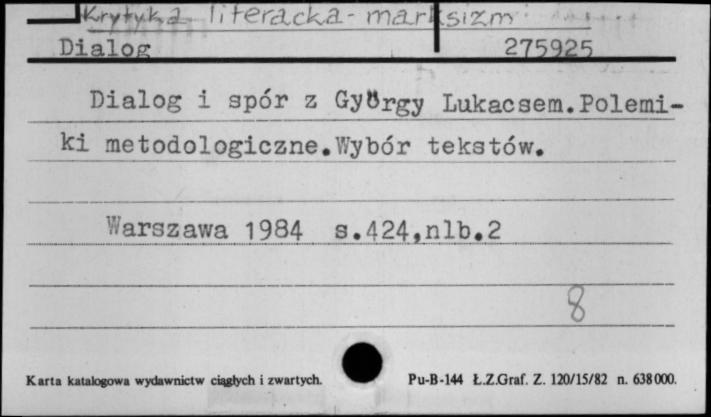 Krytyka literacka - marksizm
Dialog 275925
Dialog i spór z György Lukacsem. Polemi-
ki metodologiczne. Wybór tekstów.
Warszawa 1984 s.424,nlb.2
8
Karta katalogowa wydawnictw ciągłych i zwartych. Pu-B-144 Ł.Z.Graf. Z. 120/15/82 n. 638000.